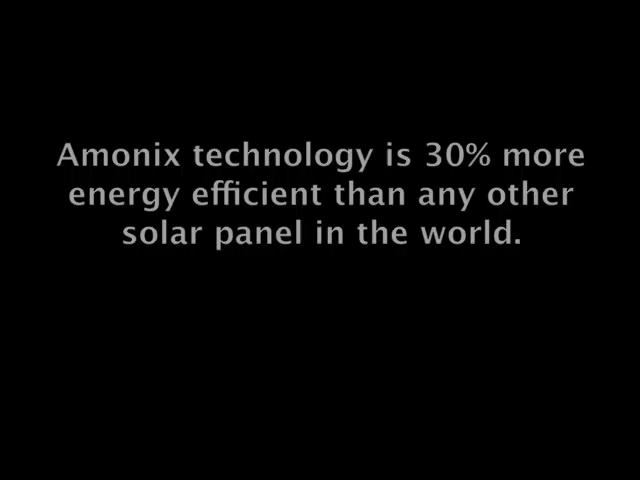 Amonix technology is 30% more
energy efficient than any other
solar panel in the world.